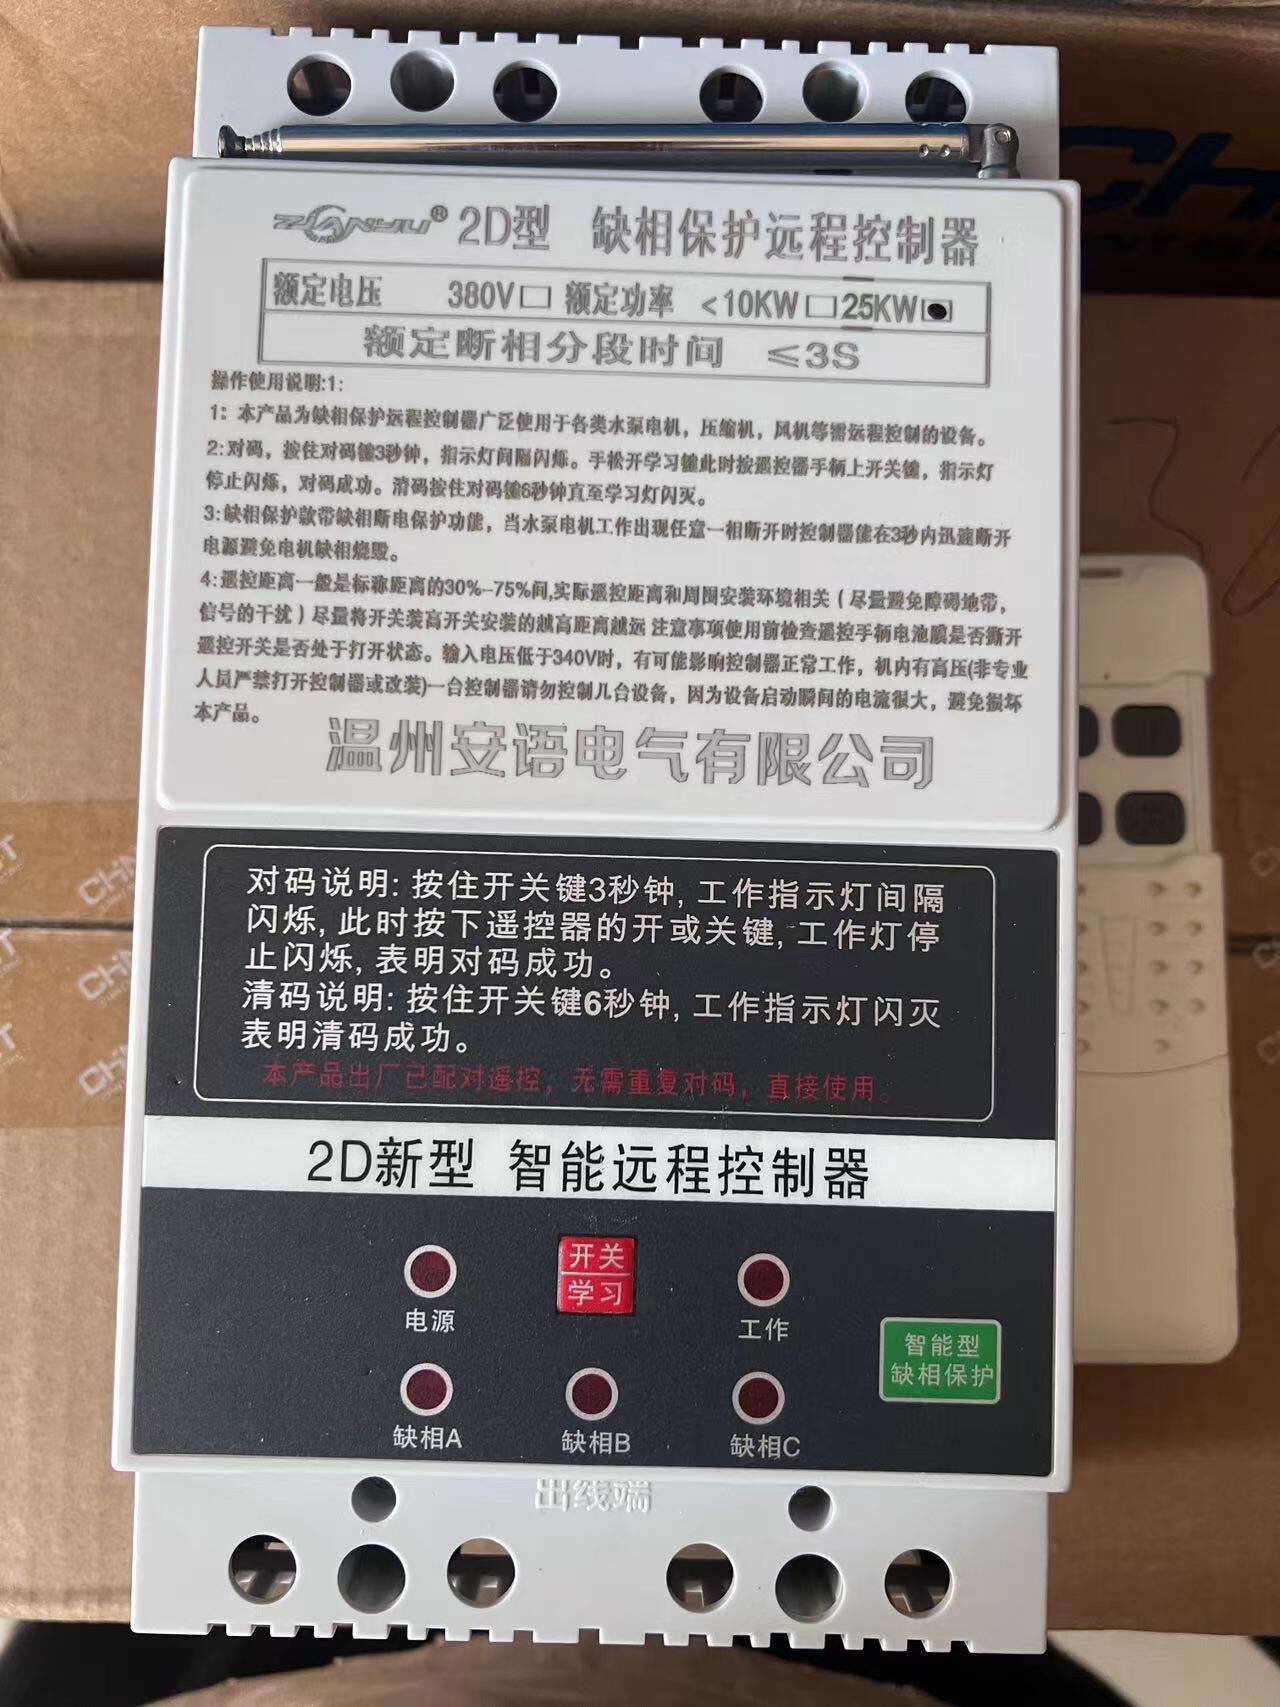 ZIANYU® 2D型 缺相保护远程控制器
额定电压 380V□ 额定功率 <10KW□25KW□
额定断相分段时间 ≤3S
操作使用说明:1:
1: 本产品为缺相保护远程控制器广泛使用于各类水泵电机，压缩机，风机等需远程控制的设备。
2:对码，按住对码键3秒钟，指示灯间隔闪烁。手松开学习键此时按遥控器手柄上开关键，指示灯
停止闪烁，对码成功。清码按住对码键6秒钟直至学习灯闪灭。
3:缺相保护款带缺相断电保护功能，当水泵电机工作出现任意一相断开时控制器能在3秒内迅速断开
电源避免电机缺相烧毁。
4:遥控距离一般是标称距离的30%-75%间,实际遥控距离和周围安装环境相关（尽量避免障碍地带，
信号的干扰）尽量将开关装高开关安装的越高距离越远 注意事项使用前检查遥控手柄电池膜是否撕开
遥控开关是否处于打开状态。输入电压低于340V时，有可能影响控制器正常工作，机内有高压(非专业
人员严禁打开控制器或改装)一台控制器请勿控制几台设备，因为设备启动瞬间的电流很大，避免损坏
本产品。
温州安语电气有限公司
对码说明: 按住开关键3秒钟, 工作指示灯间隔
闪烁, 此时按下遥控器的开或关键, 工作灯停
止闪烁, 表明对码成功。
清码说明: 按住开关键6秒钟, 工作指示灯闪灭
表明清码成功。
本产品出厂已配对遥控，无需重复对码，直接使用。
2D新型 智能远程控制器
开关
学习
电源
工作
智能型
缺相保护
缺相A
缺相B
缺相C
出线端